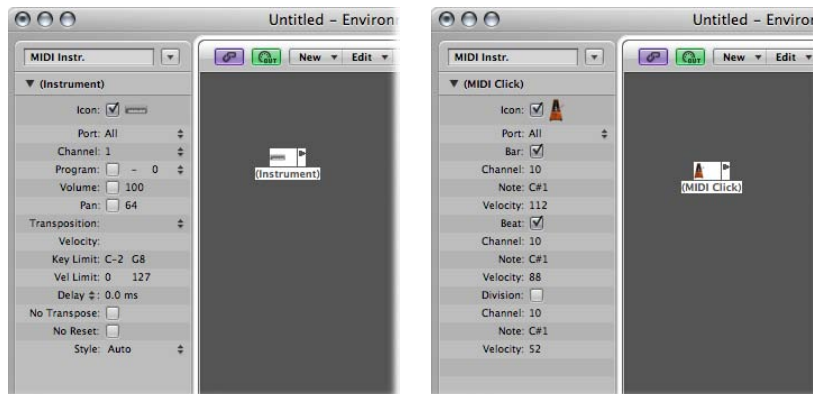 Untitled – Environ
MIDI Instr.
New Edit
(Instrument)
Icon:
Port: All
Channel: 1
Program: – 0
Volume: 100
Pan: 64
Transposition:
Velocity:
Key Limit: C-2 G8
Vel Limit: 0 127
Delay : 0.0 ms
No Transpose:
No Reset:
Style: Auto
(Instrument)
Untitled – Enviro
MIDI Instr.
OUT New Edit
(MIDI Click)
Icon:
Port: All
Bar:
Channel: 10
Note: C#1
Velocity: 112
Beat:
Channel: 10
Note: C#1
Velocity: 88
Division:
Channel: 10
Note: C#1
Velocity: 52
(MIDI Click)